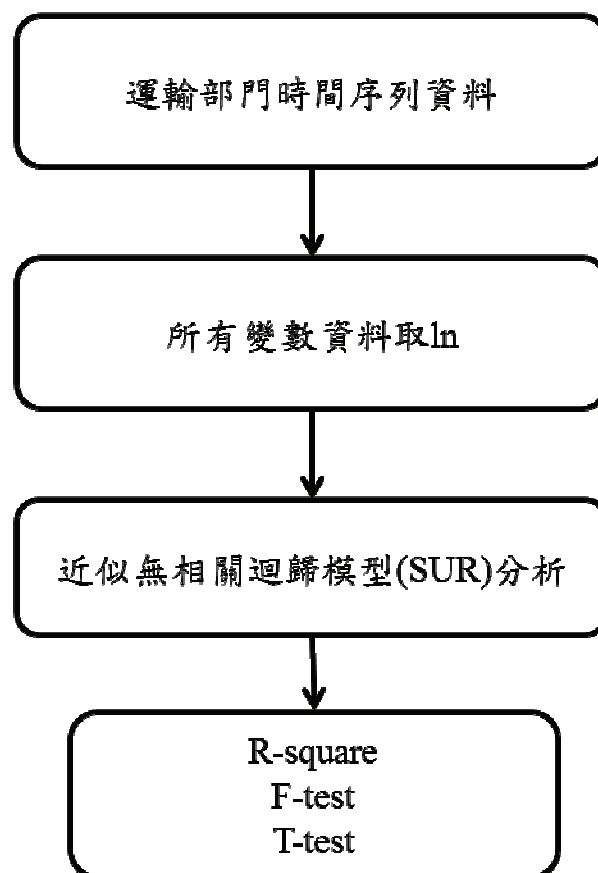 運輸部門時間序列資料
所有變數資料取ln
近似無相關迴歸模型(SUR)分析
R-square
F-test
T-test